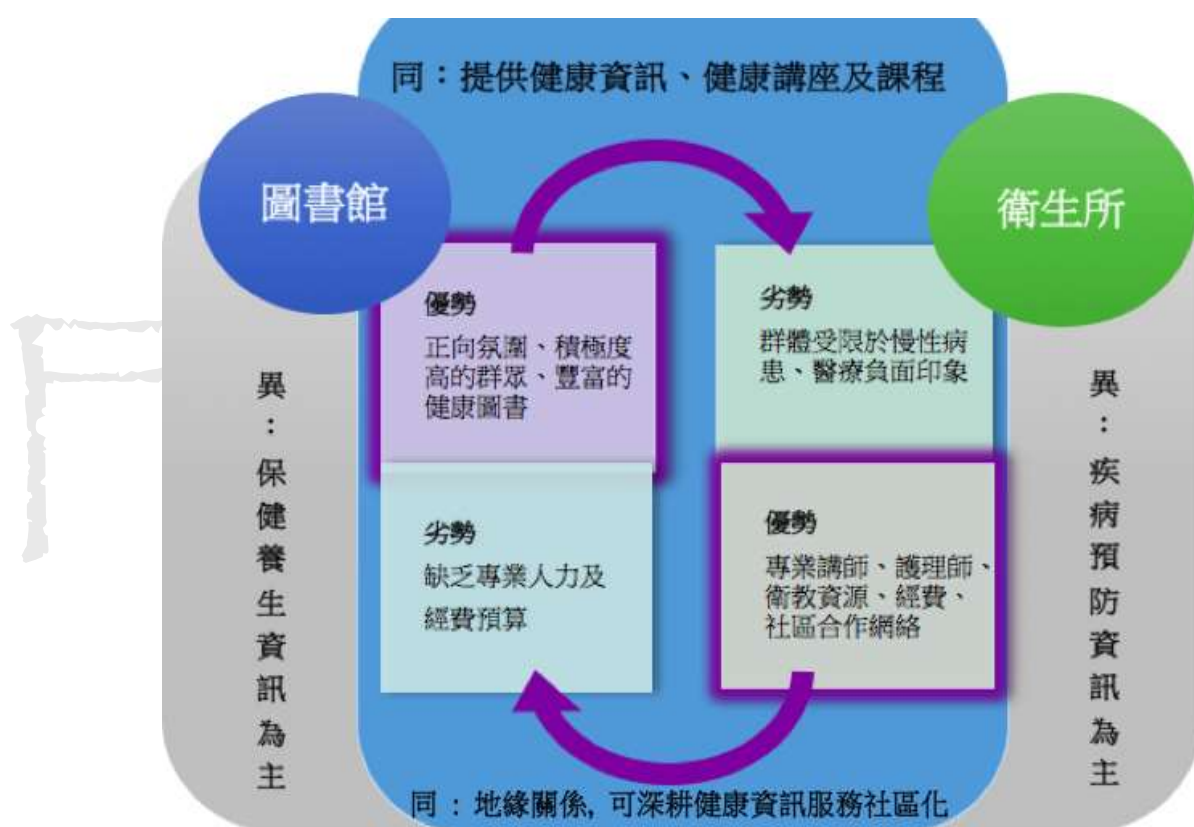 同：提供健康資訊、健康講座及課程
圖書館
衛生所
優勢
正向氛圍、積極度
高的群眾、豐富的
健康圖書
劣勢
群體受限於慢性病
患、醫療負面印象
劣勢
缺乏專業人力及
經費預算
優勢
專業講師、護理師、
衛教資源、經費、
社區合作網絡
異：保健養生資訊為主
異：疾病預防資訊為主
同：地緣關係, 可深耕健康資訊服務社區化